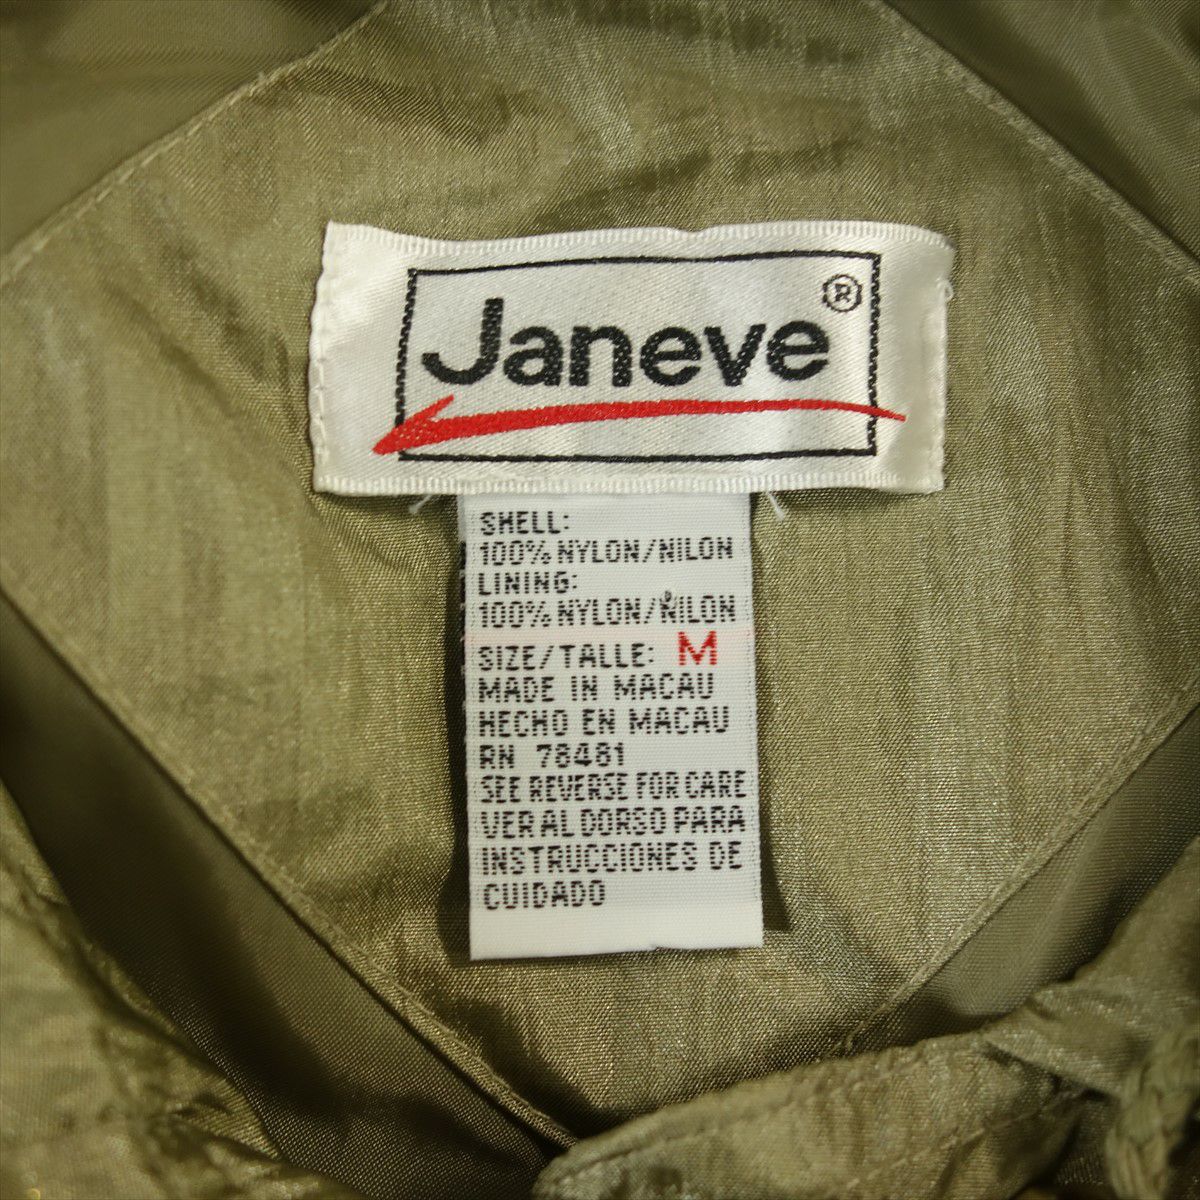 Janeve®
SHELL:
100% NYLON/NILON
LINING:
100% NYLON/NILON
SIZE/TALLE: M
MADE IN MACAU
HECHO EN MACAU
RN 78481
SEE REVERSE FOR CARE
VER AL DORSO PARA
INSTRUCCIONES DE
CUIDADO